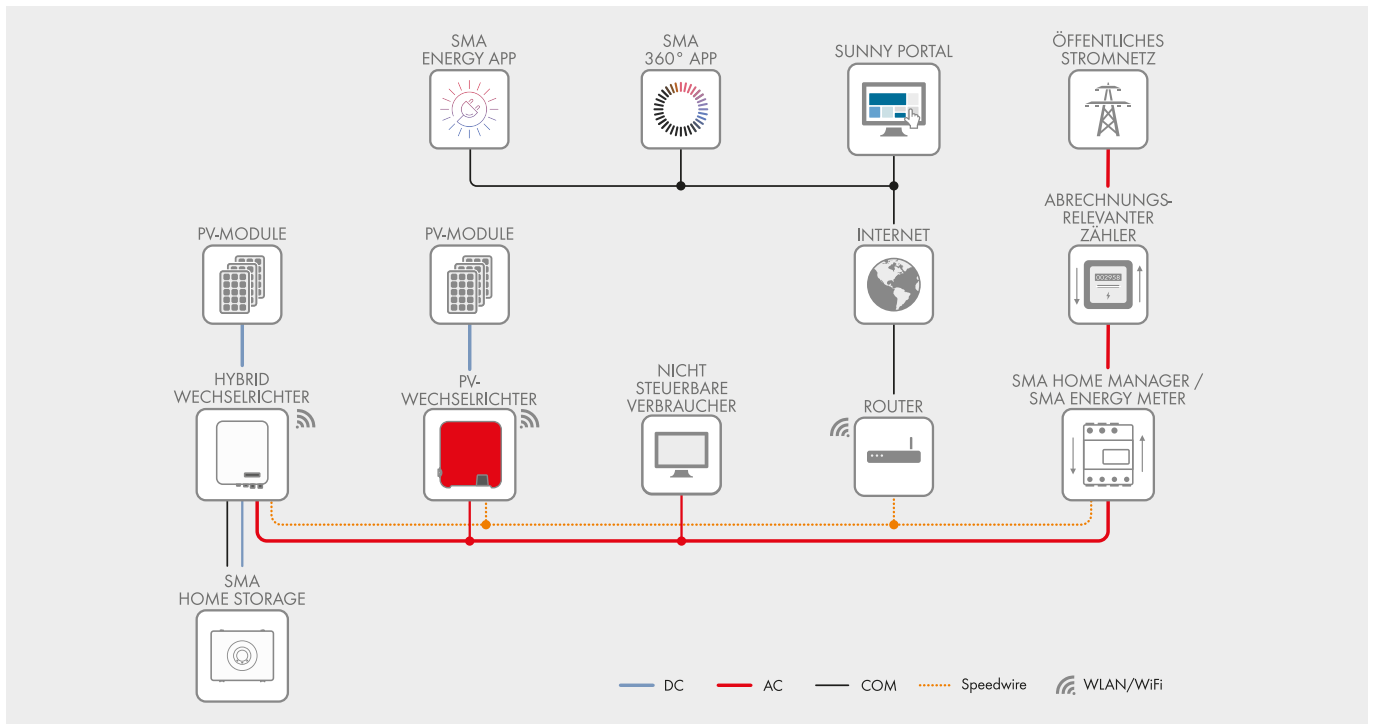 SMA
ENERGY APP
SMA
360° APP
SUNNY PORTAL
ÖFFENTLICHES
STROMNETZ
PV-MODULE
PV-MODULE
INTERNET
ABRECHNUNGS-
RELEVANTER
ZÄHLER
002958
HYBRID
WECHSELRICHTER
PV-
WECHSELRICHTER
NICHT
STEUERBARE
VERBRAUCHER
ROUTER
SMA HOME MANAGER /
SMA ENERGY METER
SMA
HOME STORAGE
DC
AC
COM
Speedwire
WLAN/WiFi